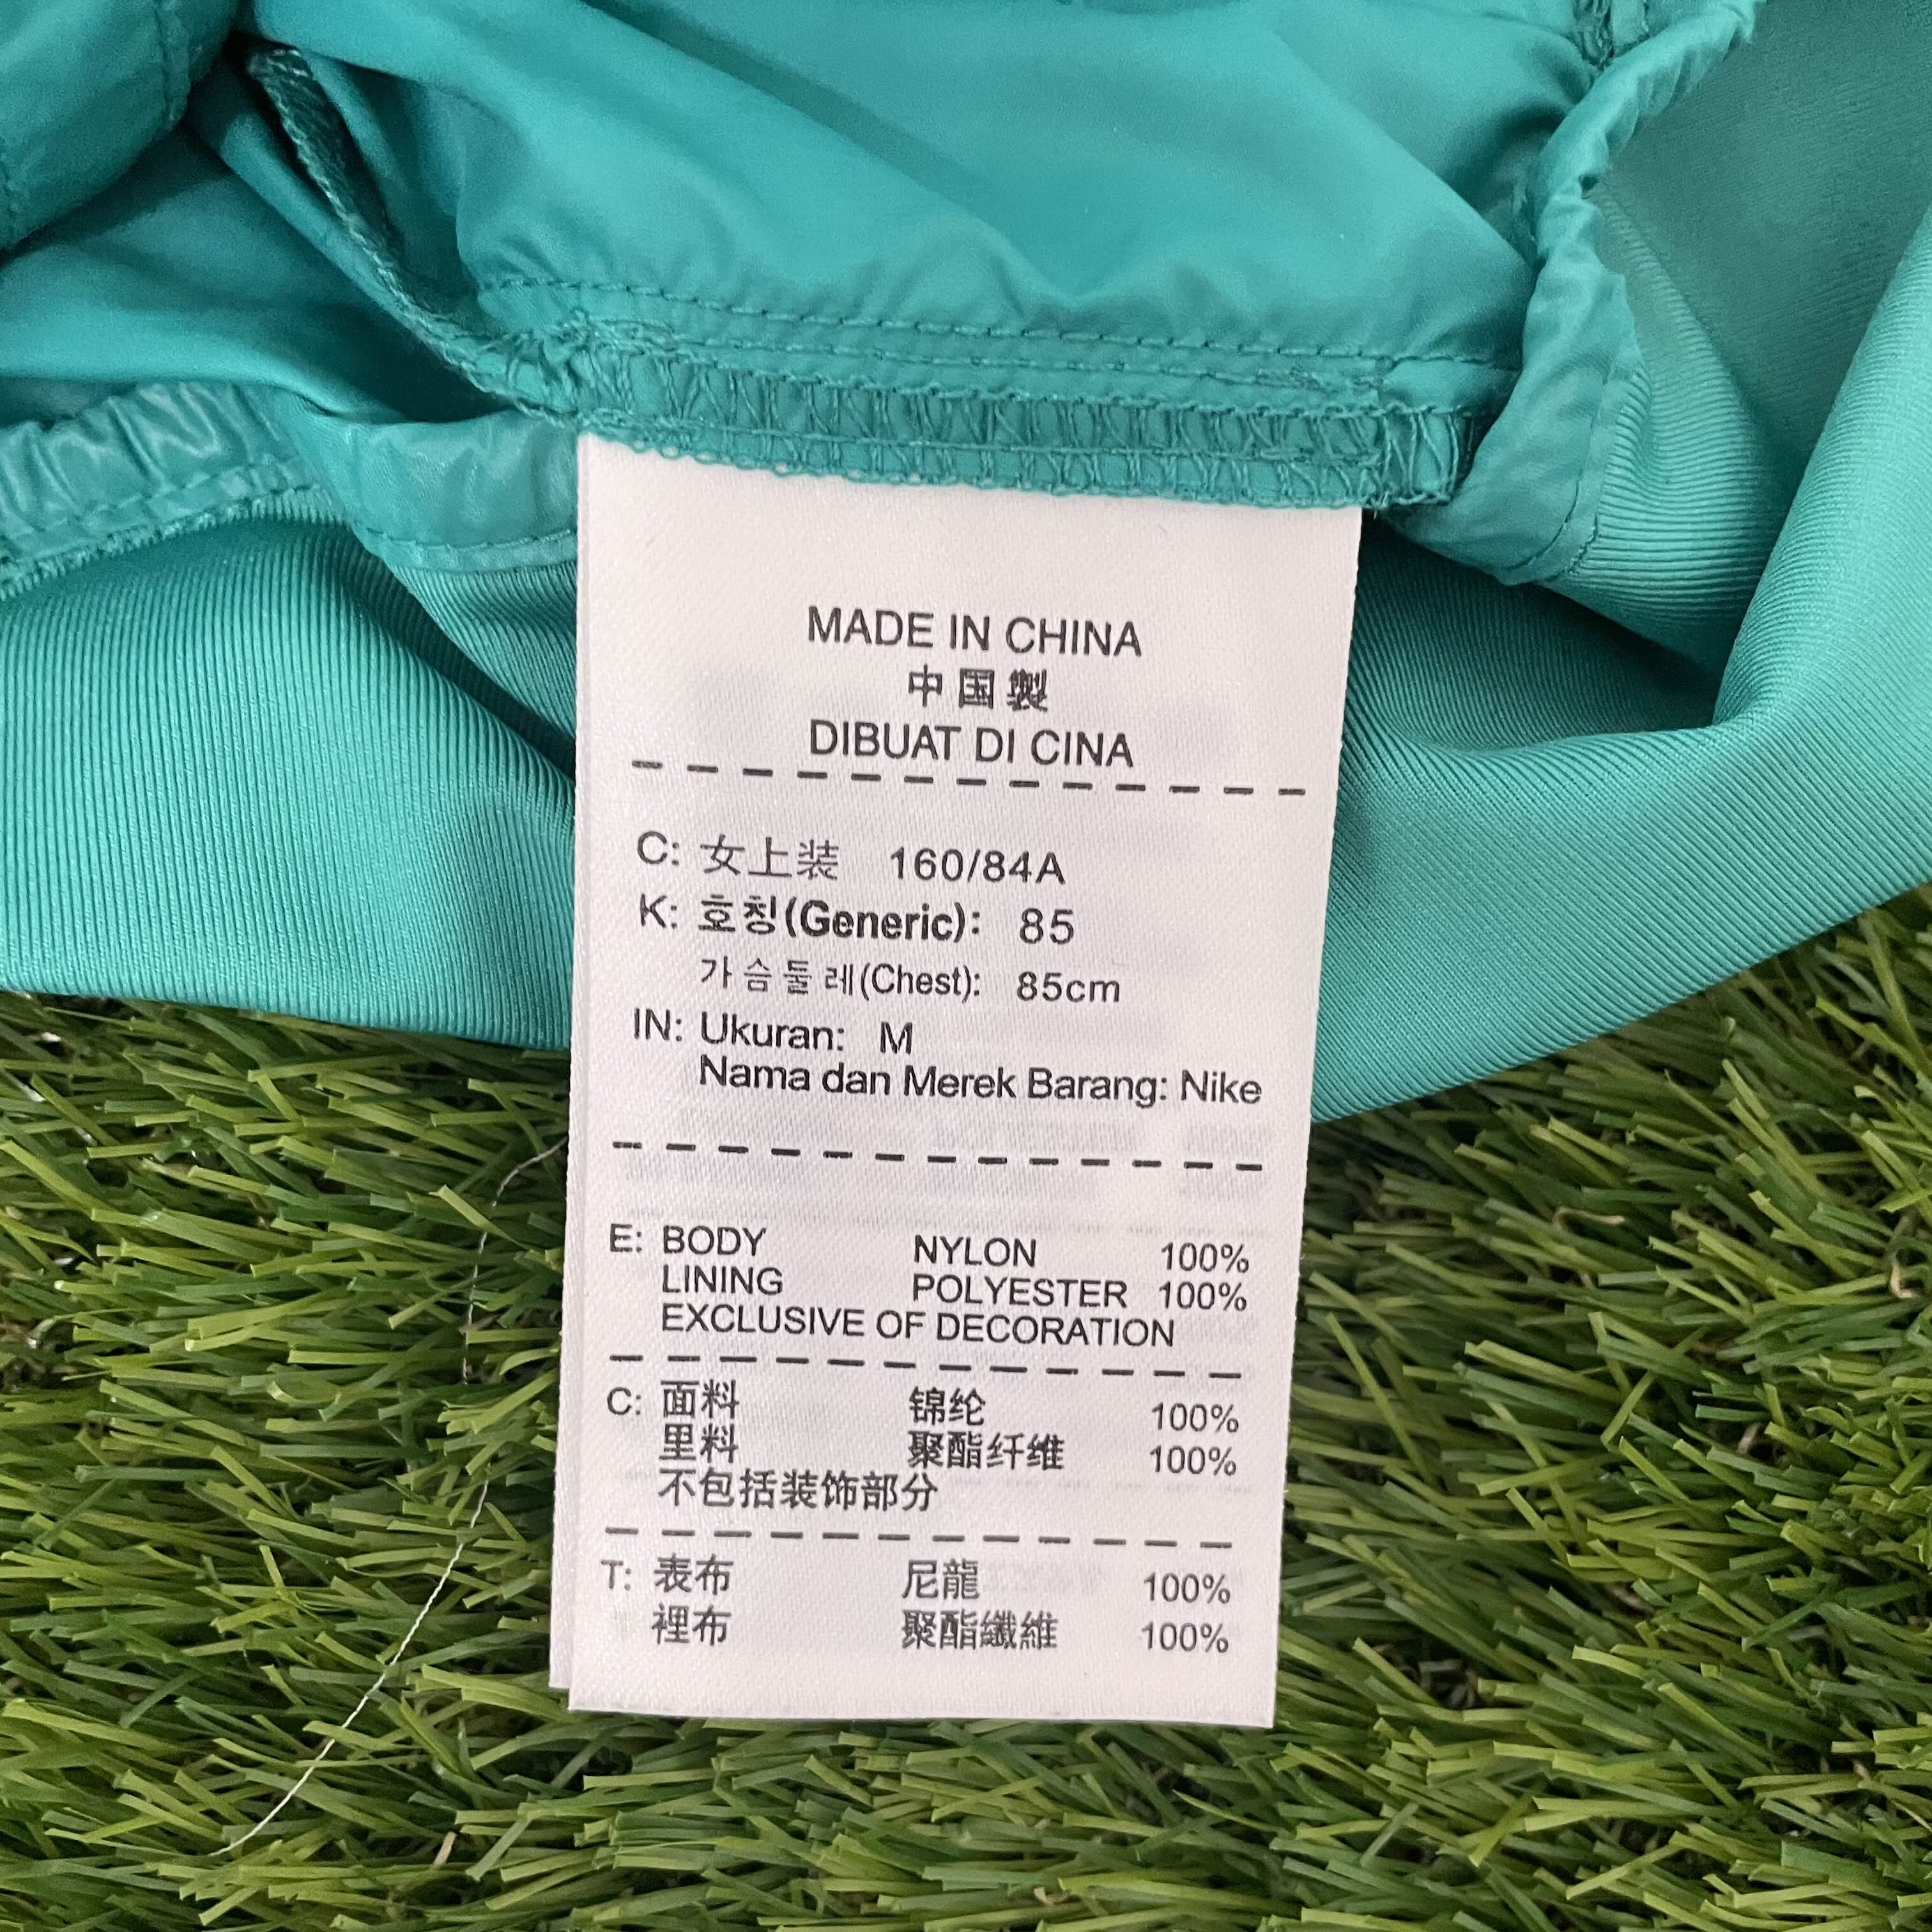 MADE IN CHINA
中国製
DIBUAT DI CINA
C: 女上装 160/84A
K: 호칭(Generic): 85
가슴둘레(Chest): 85cm
IN: Ukuran: M
Nama dan Merek Barang: Nike
E: BODY NYLON 100%
LINING POLYESTER 100%
EXCLUSIVE OF DECORATION
C: 面料 锦纶 100%
里料 聚酯纤维 100%
不包括装饰部分
T: 表布 尼龍 100%
裡布 聚酯纖維 100%